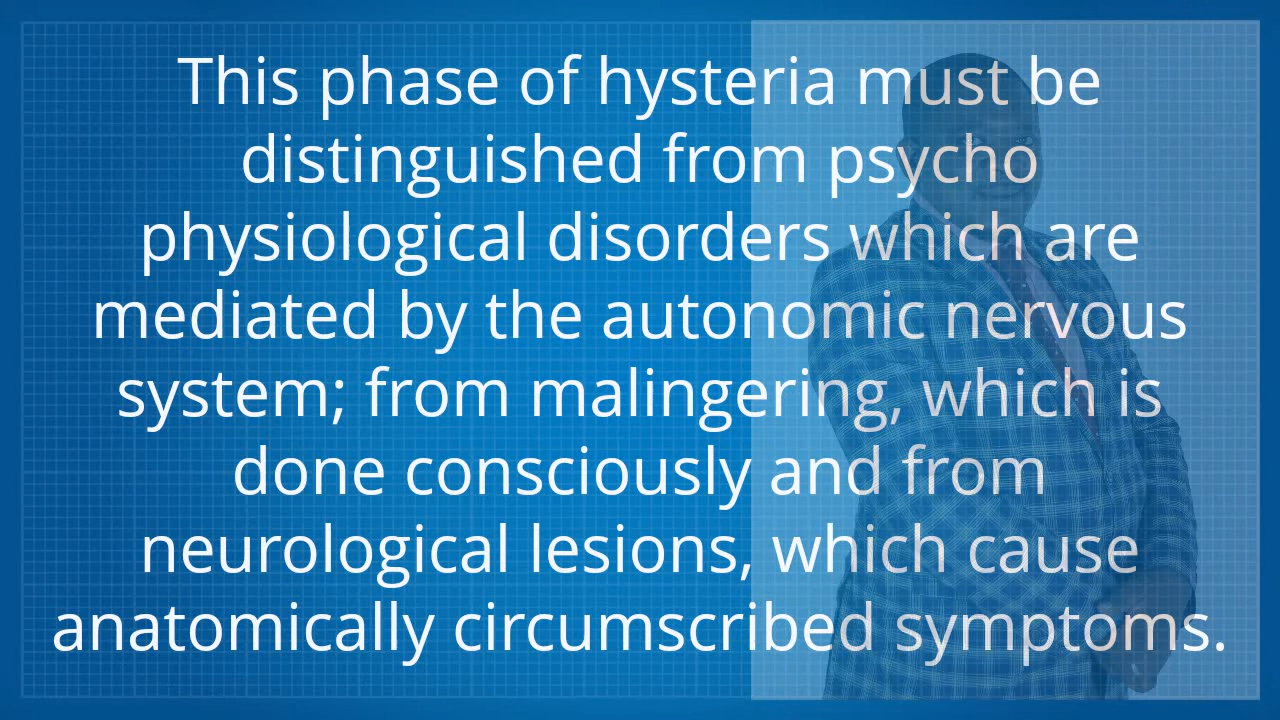 This phase of hysteria must be
distinguished from psycho
physiological disorders which are
mediated by the autonomic nervous
system; from malingering, which is
done consciously and from
neurological lesions, which cause
anatomically circumscribed symptoms.